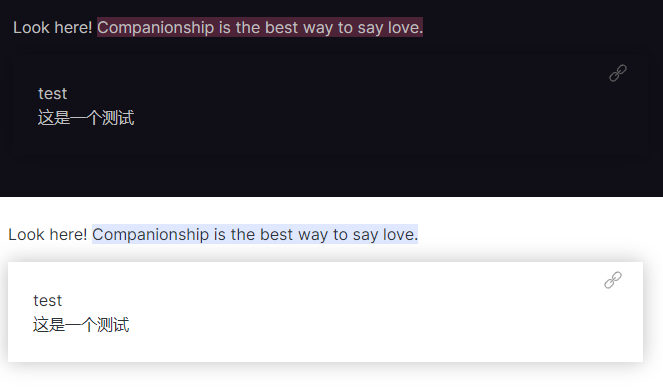 Look here! Companionship is the best way to say love.
test
这是一个测试
Look here! Companionship is the best way to say love.
test
这是一个测试